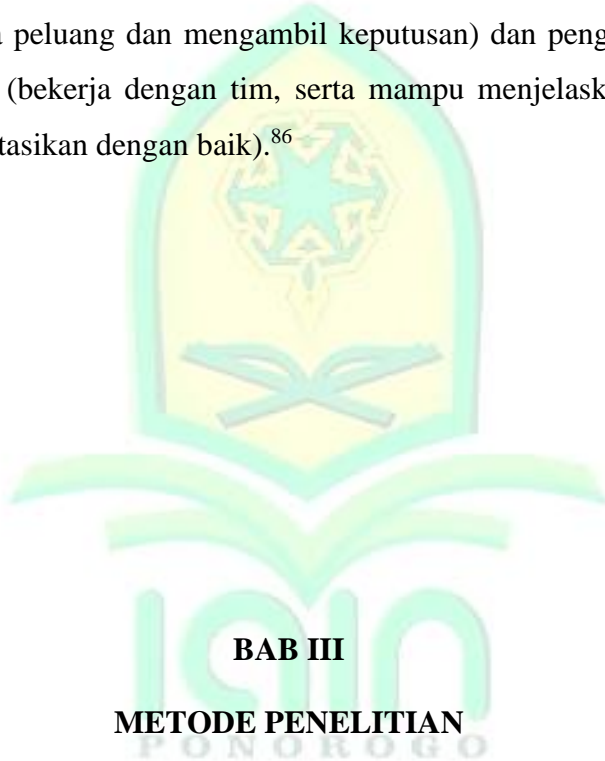 peluang dan mengambil keputusan) dan peng
(bekerja dengan tim, serta mampu menjelask
tasikan dengan baik).86
BAB III
METODE PENELITIAN
IAIN
PONOROGO